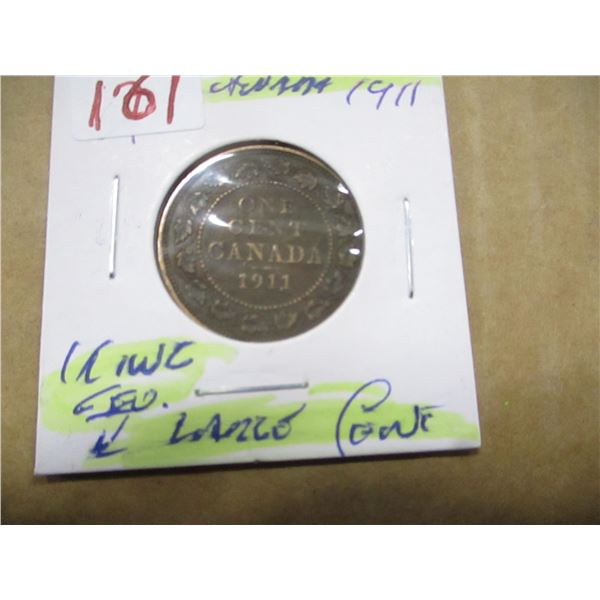 161 CANADA 1911
ONE
CENT
CANADA
1911
KING
GEO.
V LARGE CENT